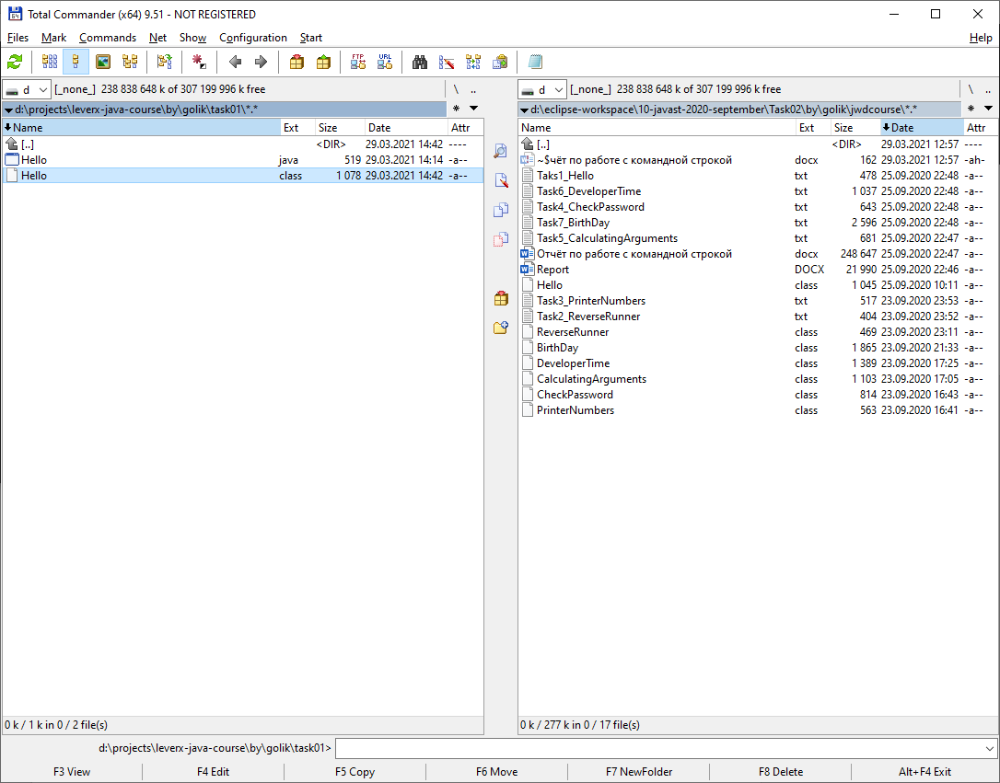 Total Commander (x64) 9.51 - NOT REGISTERED
Files Mark Commands Net Show Configuration Start Help
FTP URL
d [_none_] 238 838 648 k of 307 199 996 k free \ ..
d:\projects\leverx-java-course\by\golik\task01\*.* * 
Name Ext Size Date Attr
[..] <DIR> 29.03.2021 14:42 ----
Hello java 519 29.03.2021 14:14 -a--
Hello class 1 078 29.03.2021 14:42 -a--
0 k / 1 k in 0 / 2 file(s)
d [_none_] 238 838 648 k of 307 199 996 k free \ ..
d:\eclipse-workspace\10-javast-2020-september\Task02\by\golik\jwdcourse\*.* *
Name Ext Size Date Attr
[..] <DIR> 29.03.2021 12:57 ----
~$чёт по работе с командной строкой docx 162 29.03.2021 12:57 -ah-
Taks1_Hello txt 478 25.09.2020 22:48 -a--
Task6_DeveloperTime txt 1 037 25.09.2020 22:48 -a--
Task4_CheckPassword txt 643 25.09.2020 22:48 -a--
Task7_BirthDay txt 2 596 25.09.2020 22:48 -a--
Task5_CalculatingArguments txt 681 25.09.2020 22:47 -a--
Отчёт по работе с командной строкой docx 248 647 25.09.2020 22:47 -a--
Report DOCX 21 990 25.09.2020 22:46 -a--
Hello class 1 045 25.09.2020 10:11 -a--
Task3_PrinterNumbers txt 517 23.09.2020 23:53 -a--
Task2_ReverseRunner txt 404 23.09.2020 23:52 -a--
ReverseRunner class 469 23.09.2020 23:11 -a--
BirthDay class 1 865 23.09.2020 21:33 -a--
DeveloperTime class 1 389 23.09.2020 17:25 -a--
CalculatingArguments class 1 103 23.09.2020 17:05 -a--
CheckPassword class 814 23.09.2020 16:43 -a--
PrinterNumbers class 563 23.09.2020 16:41 -a--
0 k / 277 k in 0 / 17 file(s)
d:\projects\leverx-java-course\by\golik\task01>
F3 View F4 Edit F5 Copy F6 Move F7 NewFolder F8 Delete Alt+F4 Exit